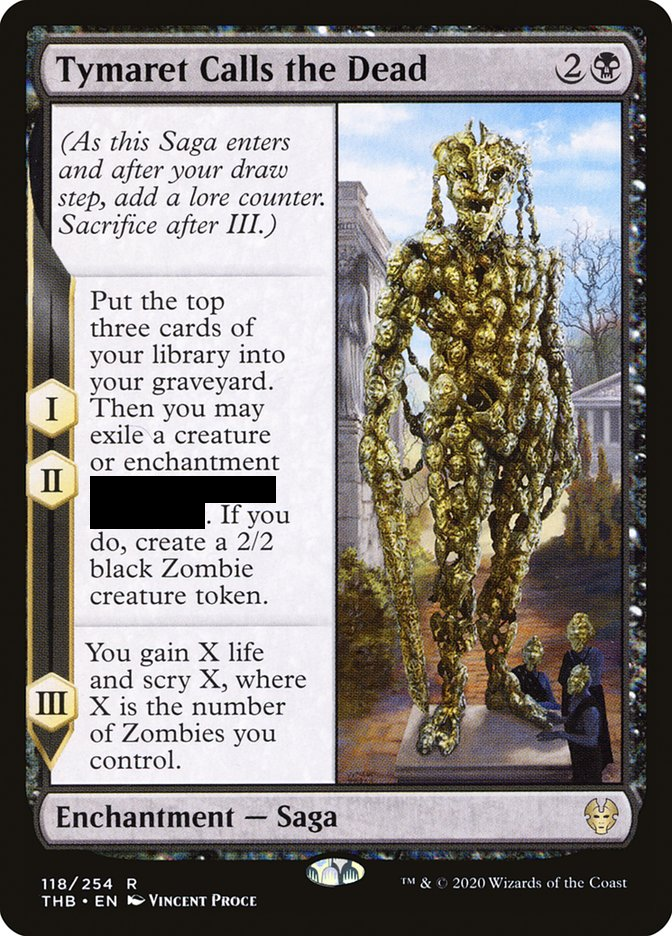 Tymaret Calls the Dead 2
(As this Saga enters
and after your draw
step, add a lore counter.
Sacrifice after III.)
I
II
Put the top
three cards of
your library into
your graveyard.
Then you may
exile a creature
or enchantment
. If you
do, create a 2/2
black Zombie
creature token.
III
You gain X life
and scry X, where
X is the number
of Zombies you
control.
Enchantment — Saga
118/254 R
THB • EN Vincent Proce
™ & © 2020 Wizards of the Coast